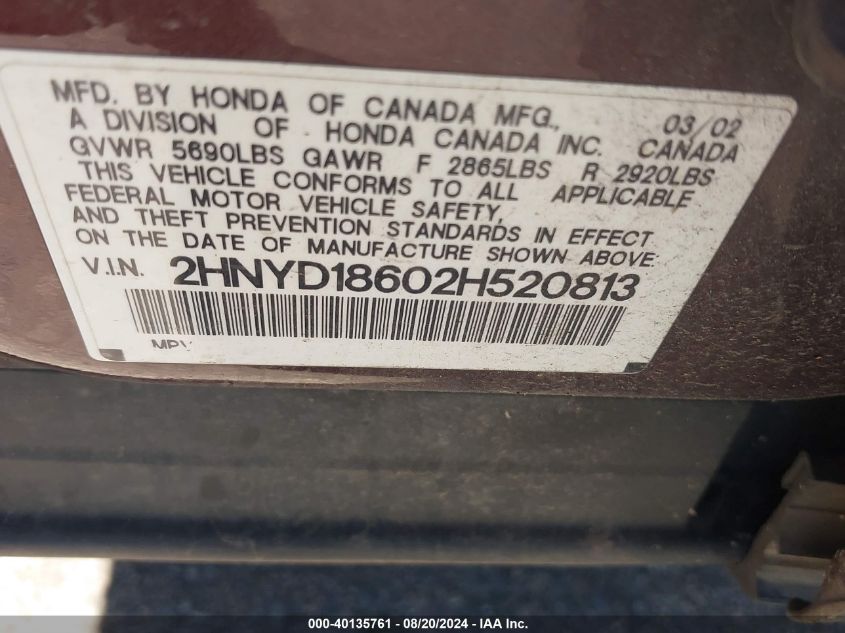 MFD. BY HONDA OF CANADA MFG., 03/02
A DIVISION OF HONDA CANADA INC. CANADA
GVWR 5690LBS GAWR F 2865LBS R 2920LBS
THIS VEHICLE CONFORMS TO ALL APPLICABLE
FEDERAL MOTOR VEHICLE SAFETY,
AND THEFT PREVENTION STANDARDS IN EFFECT
ON THE DATE OF MANUFACTURE SHOWN ABOVE.
V.I.N. 2HNYD18602H520813
MPV
000-40135761 - 08/20/2024 - IAA Inc.